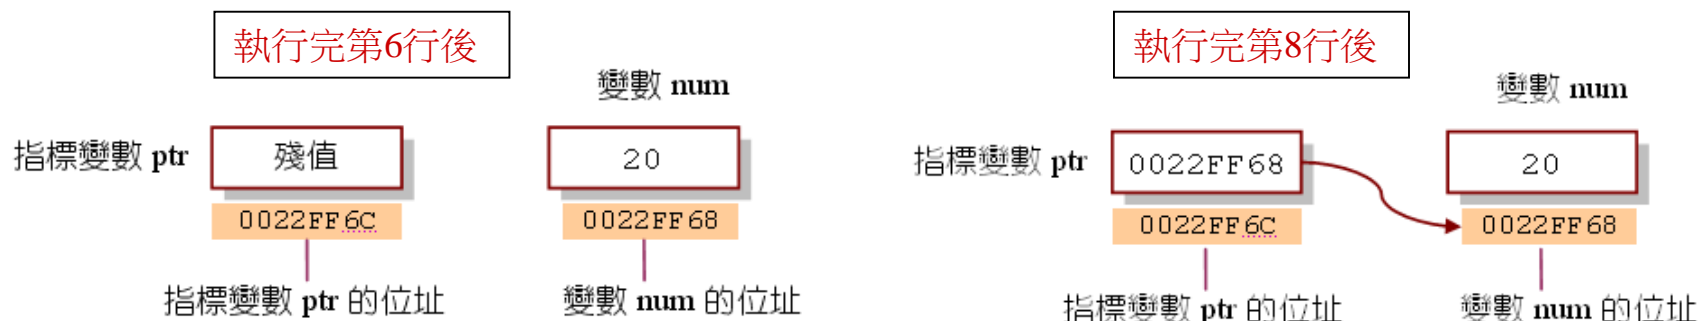 執行完第6行後
變數 num
指標變數 ptr
殘值
20
0022FF6C
0022FF68
指標變數 ptr 的位址
變數 num 的位址
執行完第8行後
變數 num
指標變數 ptr
0022FF68
20
0022FF6C
0022FF68
指標變數 ptr 的位址
變數 num 的位址